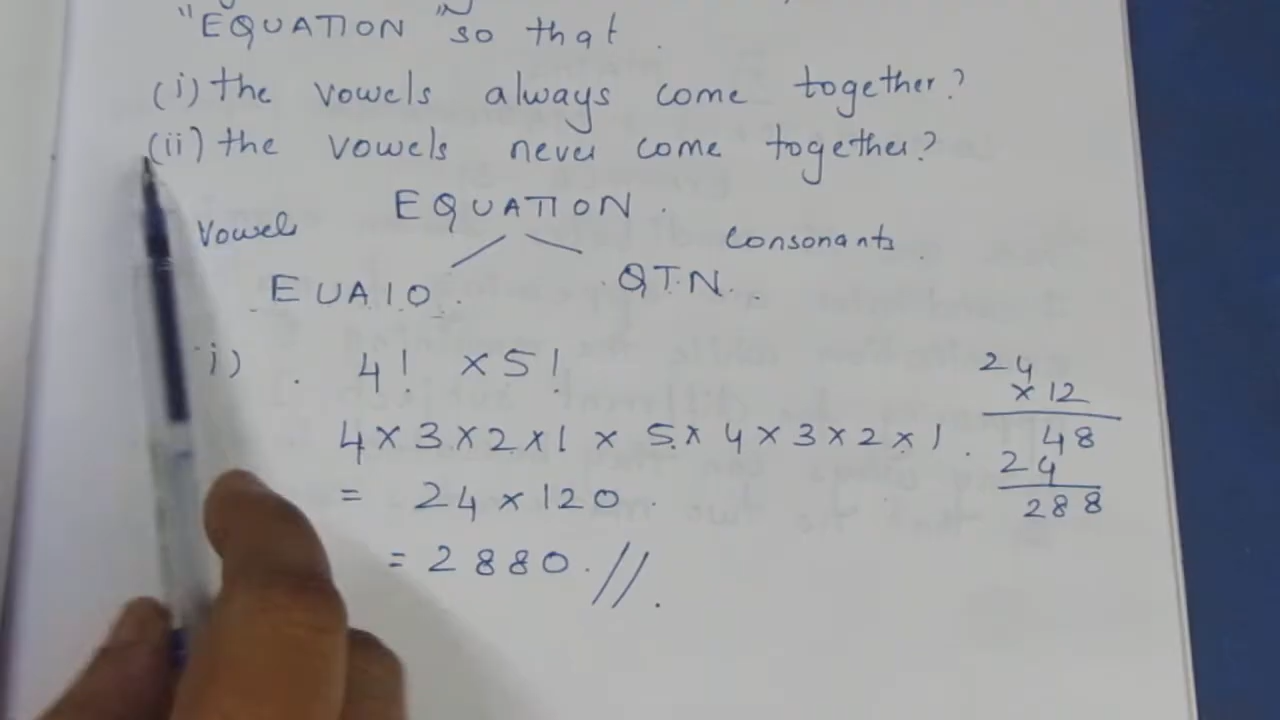 "EQUATION" so that.
(i) the vowels always come together?
(ii) the vowels never come together?
EQUATION.
Vowels
Consonants.
EUAIO.
QTN.
i) . 4! × 5!
4 × 3 × 2 × 1 × 5 × 4 × 3 × 2 × 1.
= 24 × 120.
= 2880. //.
24
× 12
48
24
288